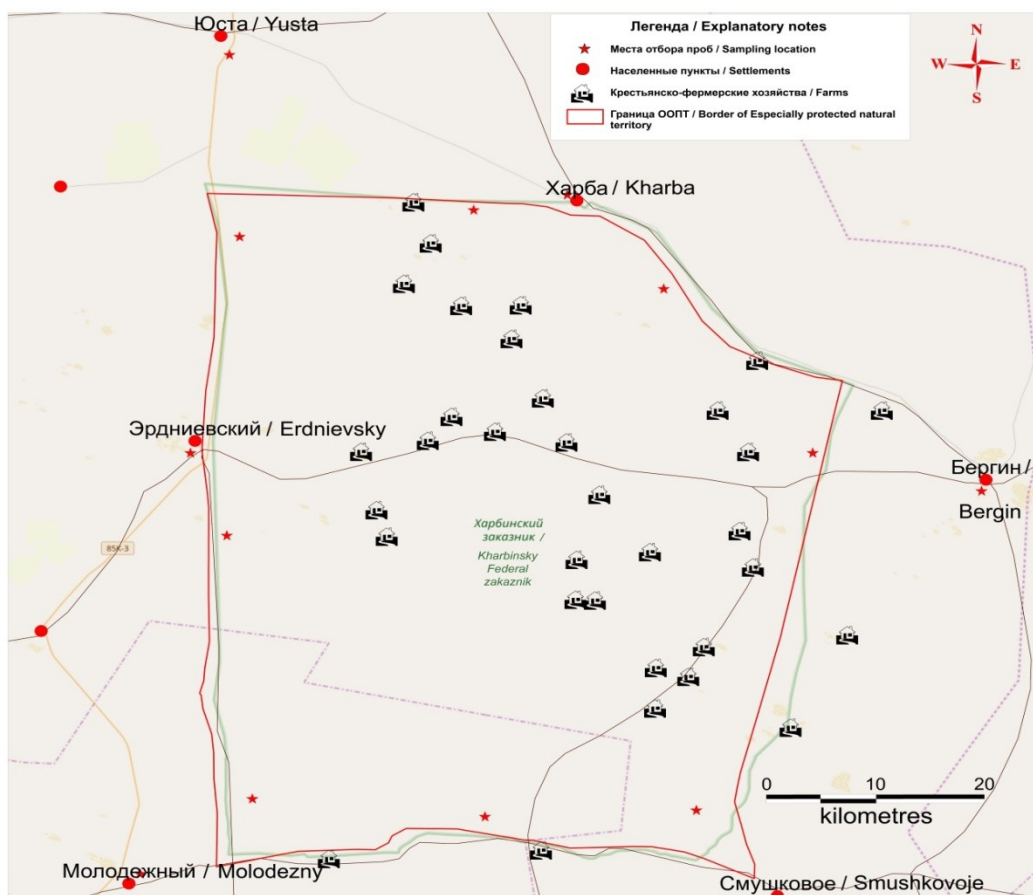 Юста / Yusta
Легенда / Explanatory notes
Места отбора проб / Sampling location
Населенные пункты / Settlements
Крестьянско-фермерские хозяйства / Farms
Граница ООПТ / Border of Especially protected natural
territory
N
W E
S
Харба / Kharba
Эрдниевский / Erdnievsky
Бергин /
Bergin
Харбинский
заказник /
Kharbinsky
Federal
zakaznik
85К-3
0 10 20
kilometres
Молодежный / Molodezny
Смушковое / Smushkovoje